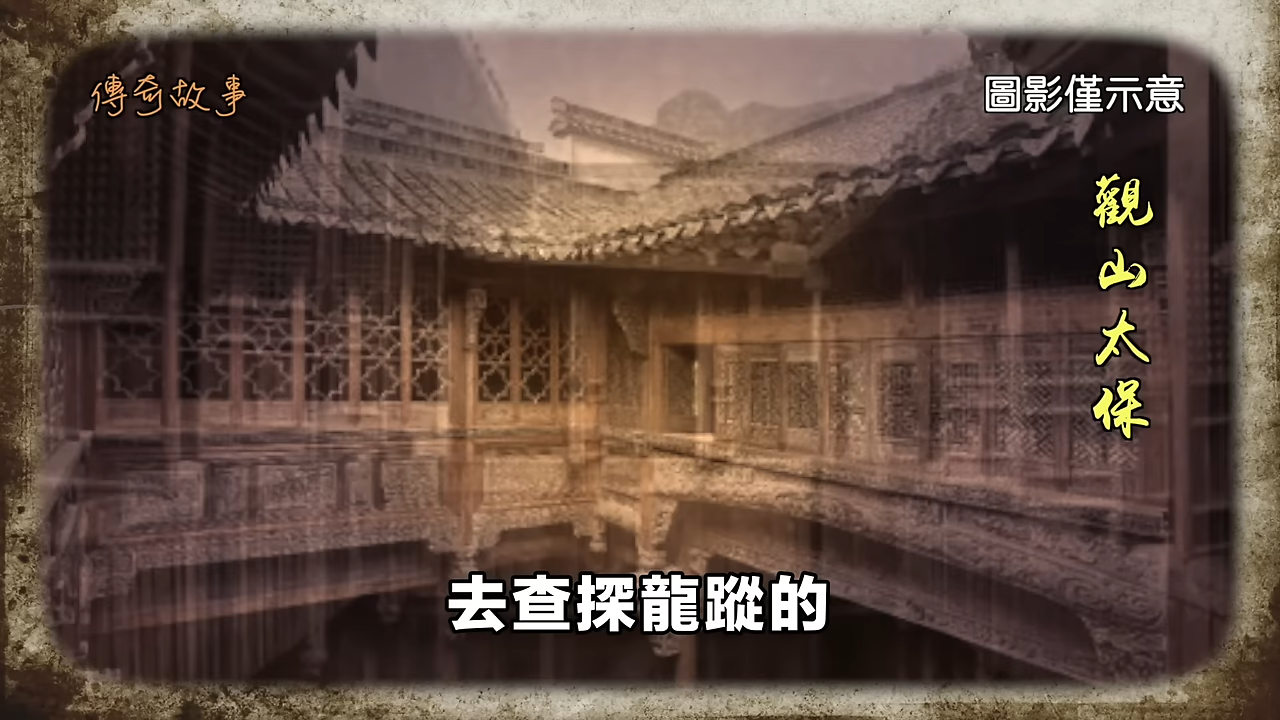 傳奇故事
圖影僅示意
觀山太保
去查探龍蹤的